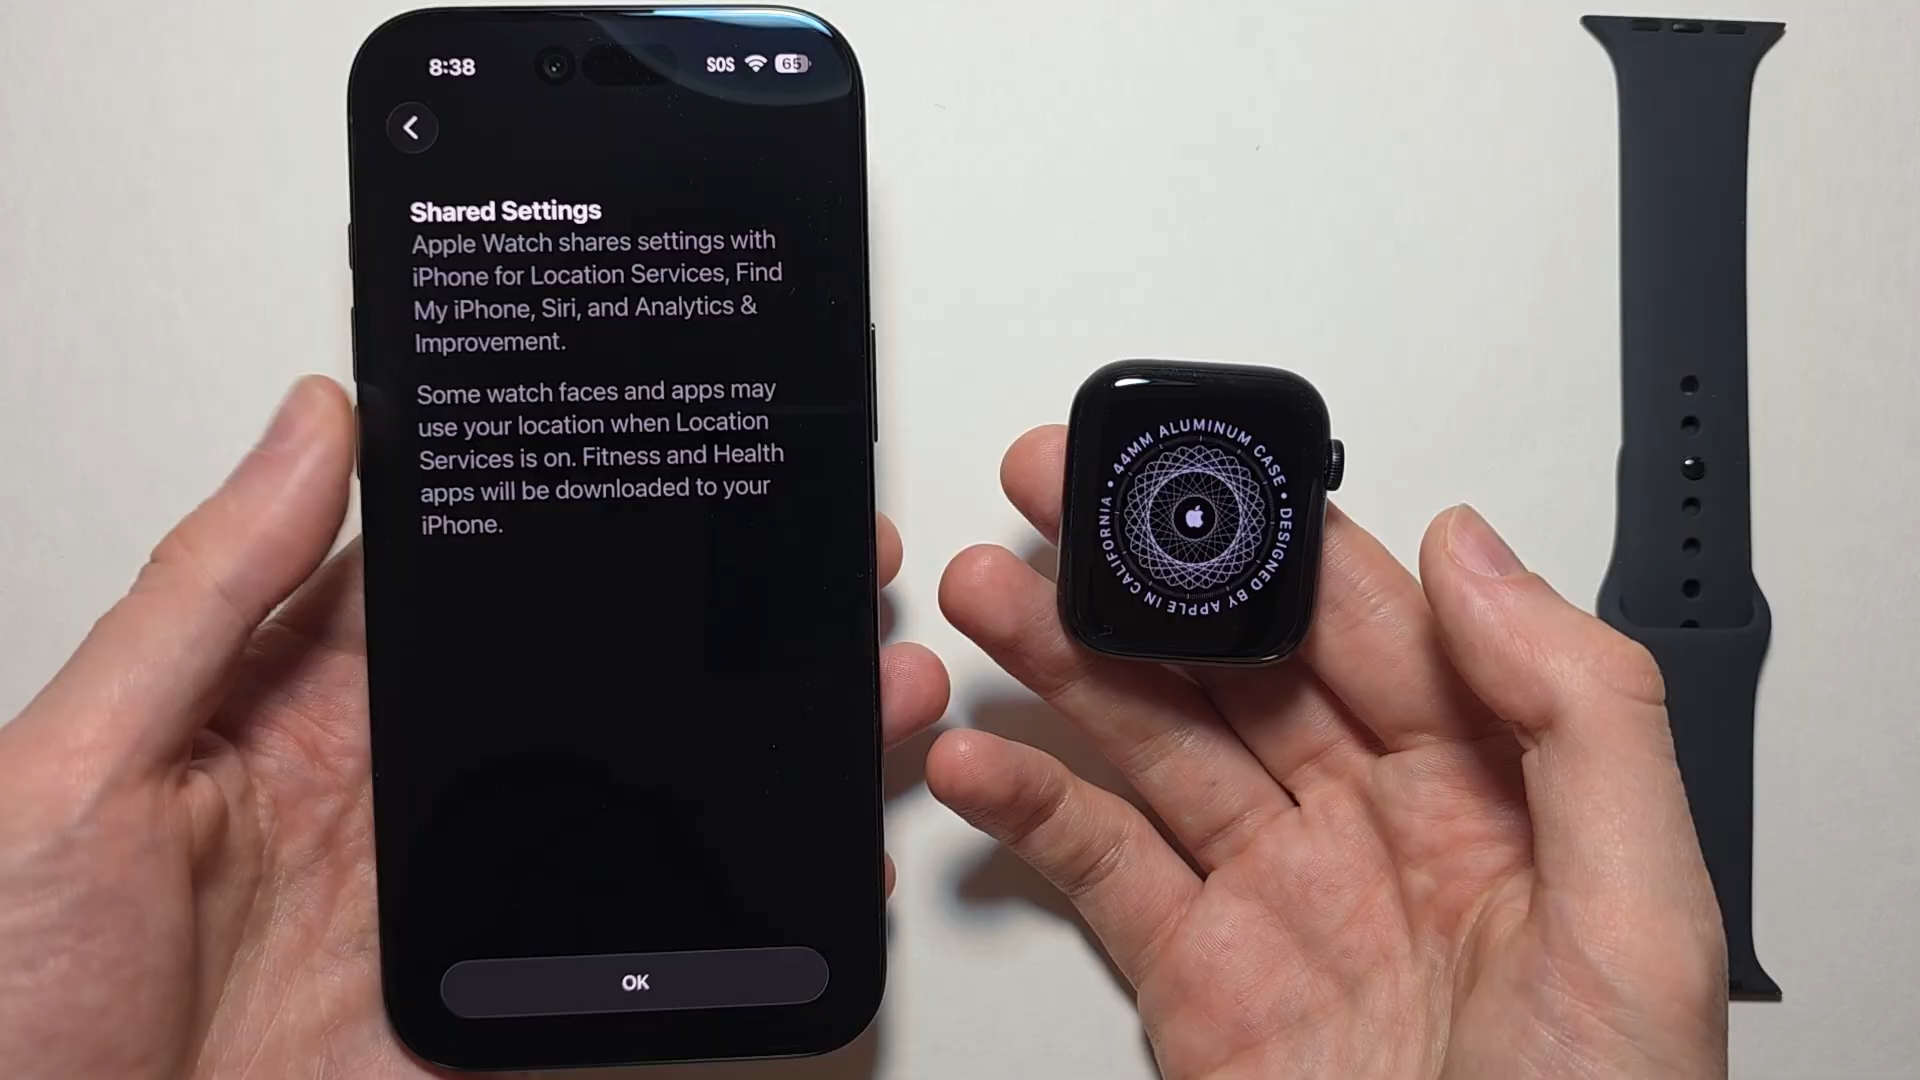 8:38
SOS
65
Shared Settings
Apple Watch shares settings with
iPhone for Location Services, Find
My iPhone, Siri, and Analytics &
Improvement.
Some watch faces and apps may
use your location when Location
Services is on. Fitness and Health
apps will be downloaded to your
iPhone.
OK
44MM ALUMINUM CASE • DESIGNED BY APPLE IN CALIFORNIA •